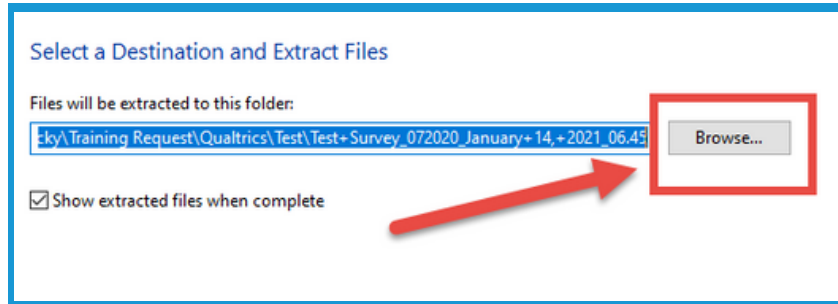 Select a Destination and Extract Files
Files will be extracted to this folder:
cky\Training Request\Qualtrics\Test\Test+Survey_072020_January+14,+2021_06.45 Browse...
Show extracted files when complete